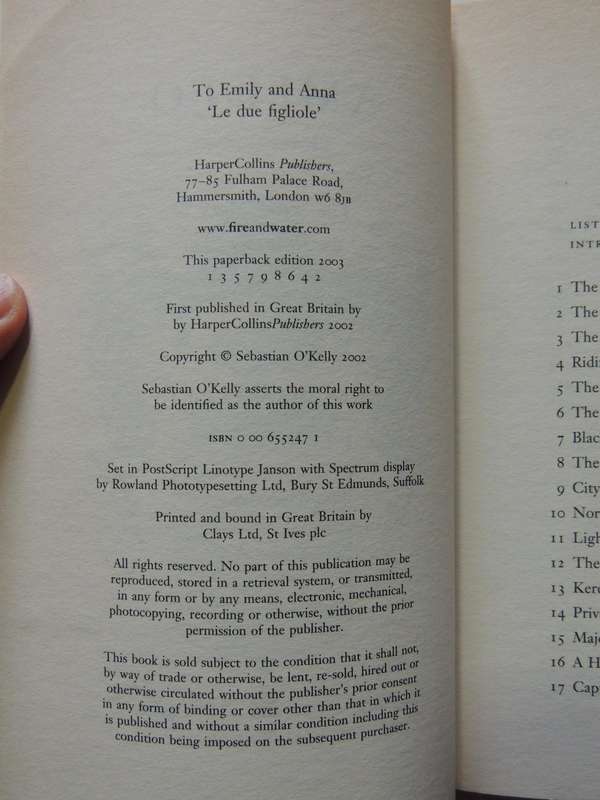 To Emily and Anna
'Le due figliole'
HarperCollins Publishers,
77–85 Fulham Palace Road,
Hammersmith, London W6 8JB
www.fireandwater.com
This paperback edition 2003
1 3 5 7 9 8 6 4 2
First published in Great Britain by
by HarperCollinsPublishers 2002
Copyright © Sebastian O'Kelly 2002
Sebastian O'Kelly asserts the moral right to
be identified as the author of this work
ISBN 0 00 655247 1
Set in PostScript Linotype Janson with Spectrum display
by Rowland Phototypesetting Ltd, Bury St Edmunds, Suffolk
Printed and bound in Great Britain by
Clays Ltd, St Ives plc
All rights reserved. No part of this publication may be
reproduced, stored in a retrieval system, or transmitted,
in any form or by any means, electronic, mechanical,
photocopying, recording or otherwise, without the prior
permission of the publisher.
This book is sold subject to the condition that it shall not,
by way of trade or otherwise, be lent, re-sold, hired out or
otherwise circulated without the publisher's prior consent
in any form of binding or cover other than that in which it
is published and without a similar condition including this
condition being imposed on the subsequent purchaser.
LIST
INTR
1 The
2 The
3 The
4 Ridi
5 The
6 The
7 Blac
8 The
9 City
10 Nor
11 Ligh
12 The
13 Kere
14 Priv
15 Majo
16 A H
17 Cap